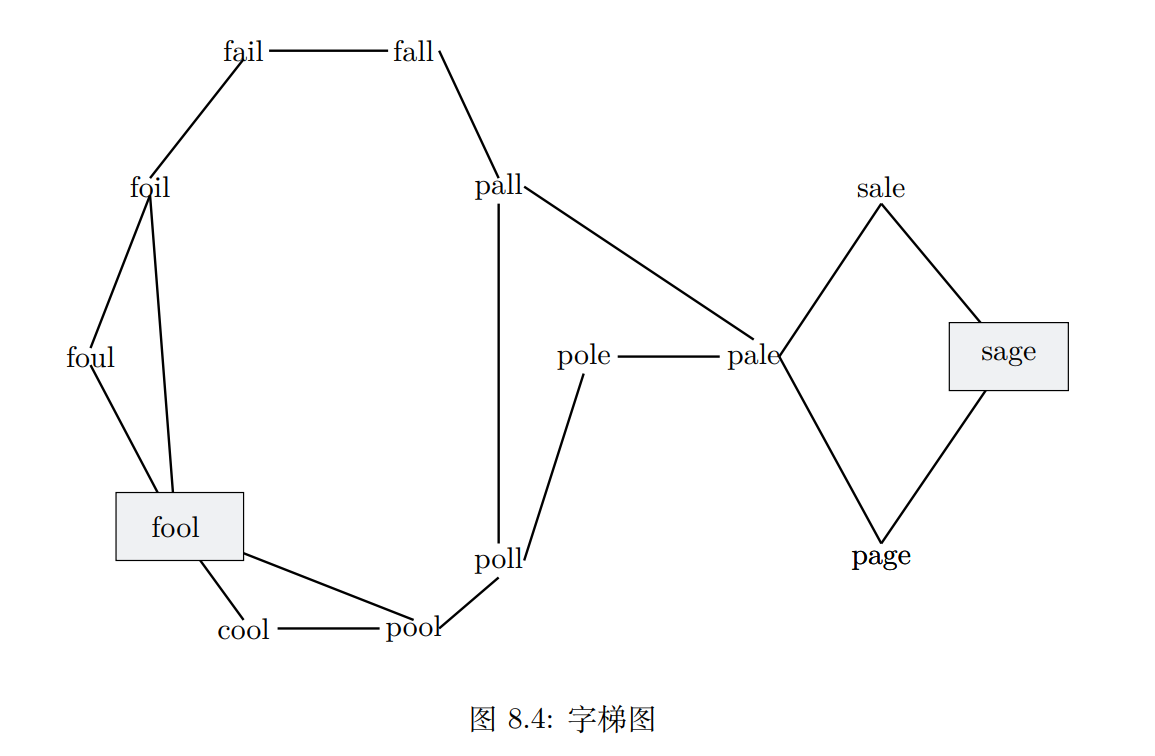 fail fall
foil pall sale
foul pole pale sage
fool
poll page
cool pool
图 8.4: 字梯图